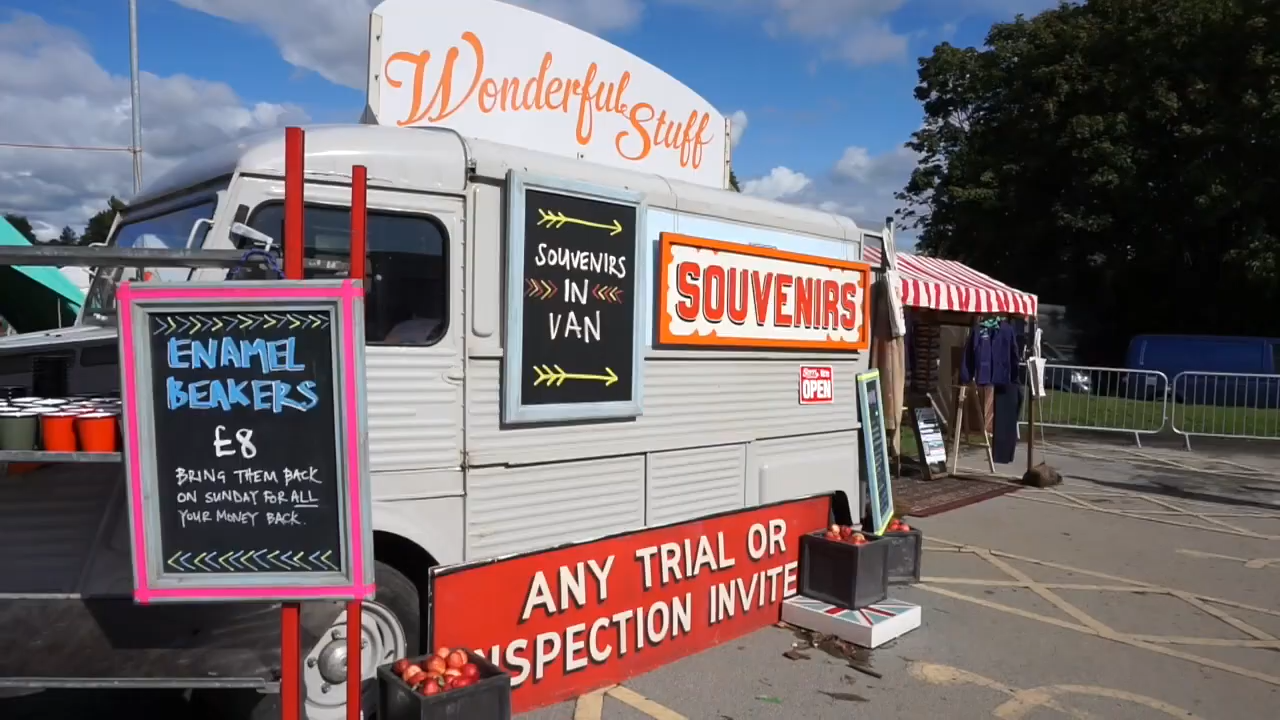 Wonderful Stuff
SOUVENIRS
IN
VAN
SOUVENIRS
OPEN
ENAMEL
BEAKERS
£8
BRING THEM BACK
ON SUNDAY FOR ALL
YOUR MONEY BACK.
ANY TRIAL OR
INSPECTION INVITE